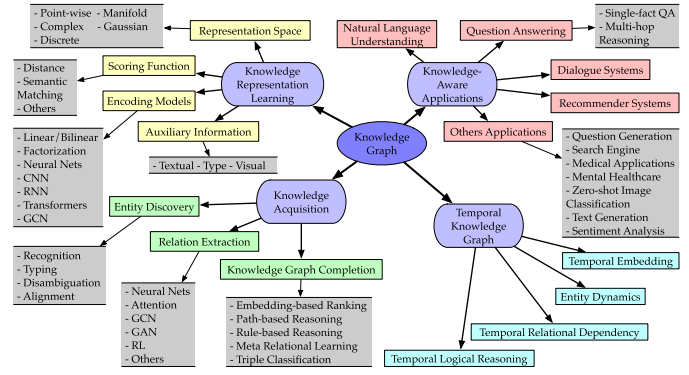 - Point-wise - Manifold
- Complex - Gaussian
- Discrete
Representation Space
Scoring Function
- Distance
- Semantic
Matching
- Others
Encoding Models
- Linear/Bilinear
- Factorization
- Neural Nets
- CNN
- RNN
- Transformers
- GCN
Auxiliary Information
- Textual - Type - Visual
Knowledge
Representation
Learning
Natural Language
Understanding
Question Answering
- Single-fact QA
- Multi-hop
Reasoning
Knowledge-
Aware
Applications
Dialogue Systems
Recommender Systems
Others Applications
- Question Generation
- Search Engine
- Medical Applications
- Mental Healthcare
- Zero-shot Image
Classification
- Text Generation
- Sentiment Analysis
Knowledge
Graph
Knowledge
Acquisition
Entity Discovery
- Recognition
- Typing
- Disambiguation
- Alignment
Relation Extraction
- Neural Nets
- Attention
- GCN
- GAN
- RL
- Others
Knowledge Graph Completion
- Embedding-based Ranking
- Path-based Reasoning
- Rule-based Reasoning
- Meta Relational Learning
- Triple Classification
Temporal
Knowledge
Graph
Temporal Embedding
Entity Dynamics
Temporal Relational Dependency
Temporal Logical Reasoning